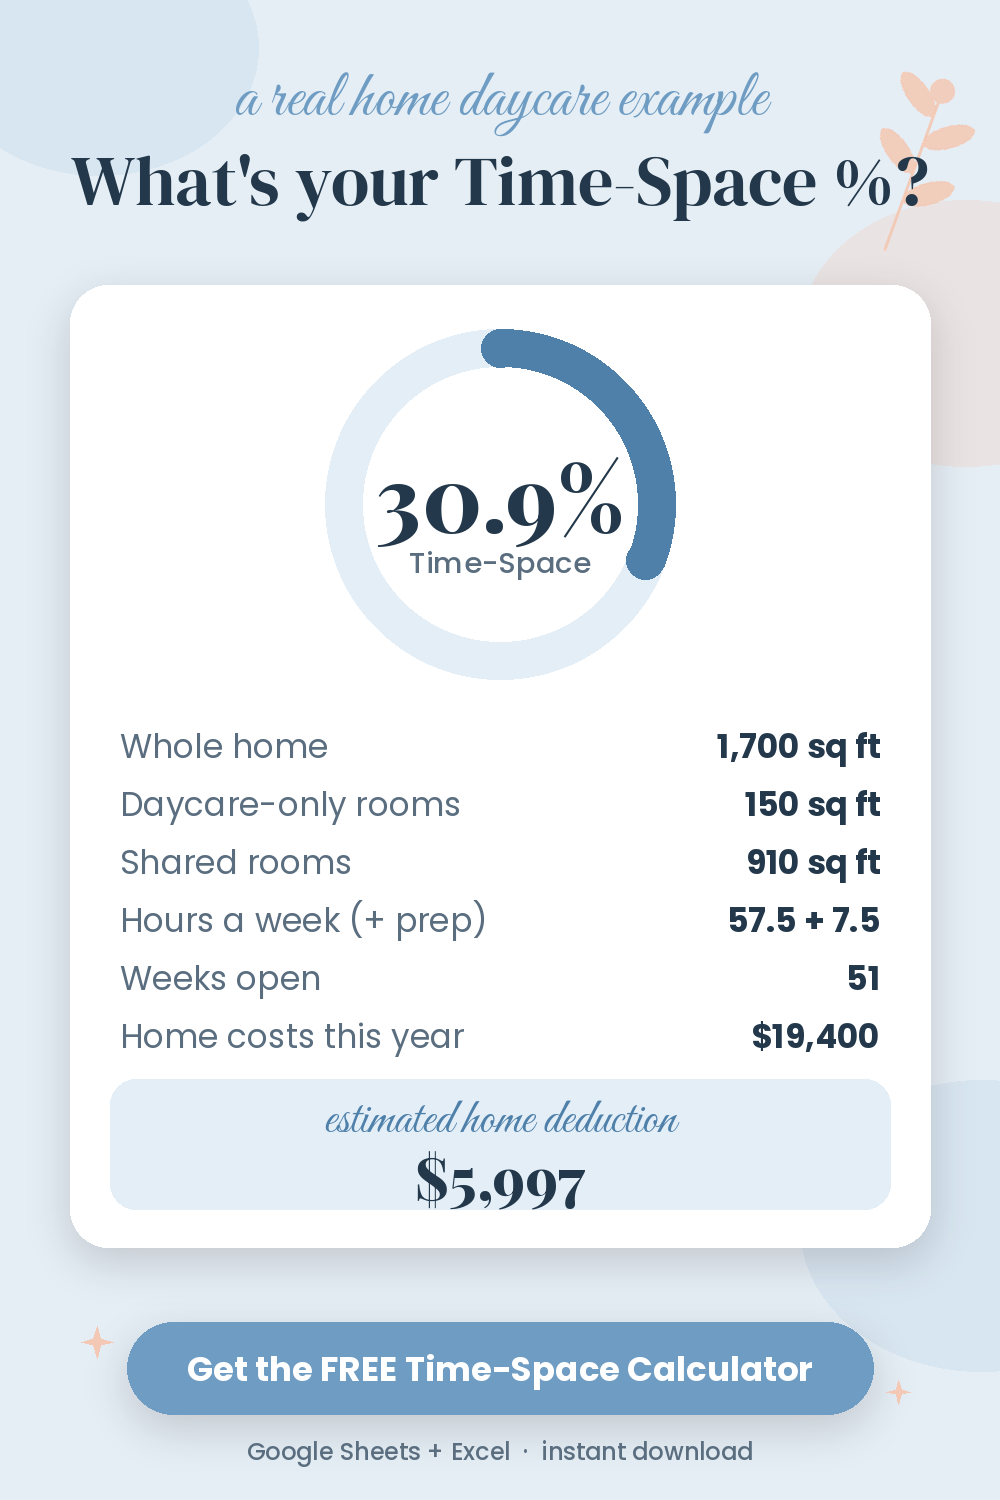 a real home daycare example
What's your Time-Space %?
30.9%
Time-Space
Whole home 1,700 sq ft
Daycare-only rooms 150 sq ft
Shared rooms 910 sq ft
Hours a week (+ prep) 57.5 + 7.5
Weeks open 51
Home costs this year $19,400
estimated home deduction
$5,997
Get the FREE Time-Space Calculator
Google Sheets + Excel · instant download